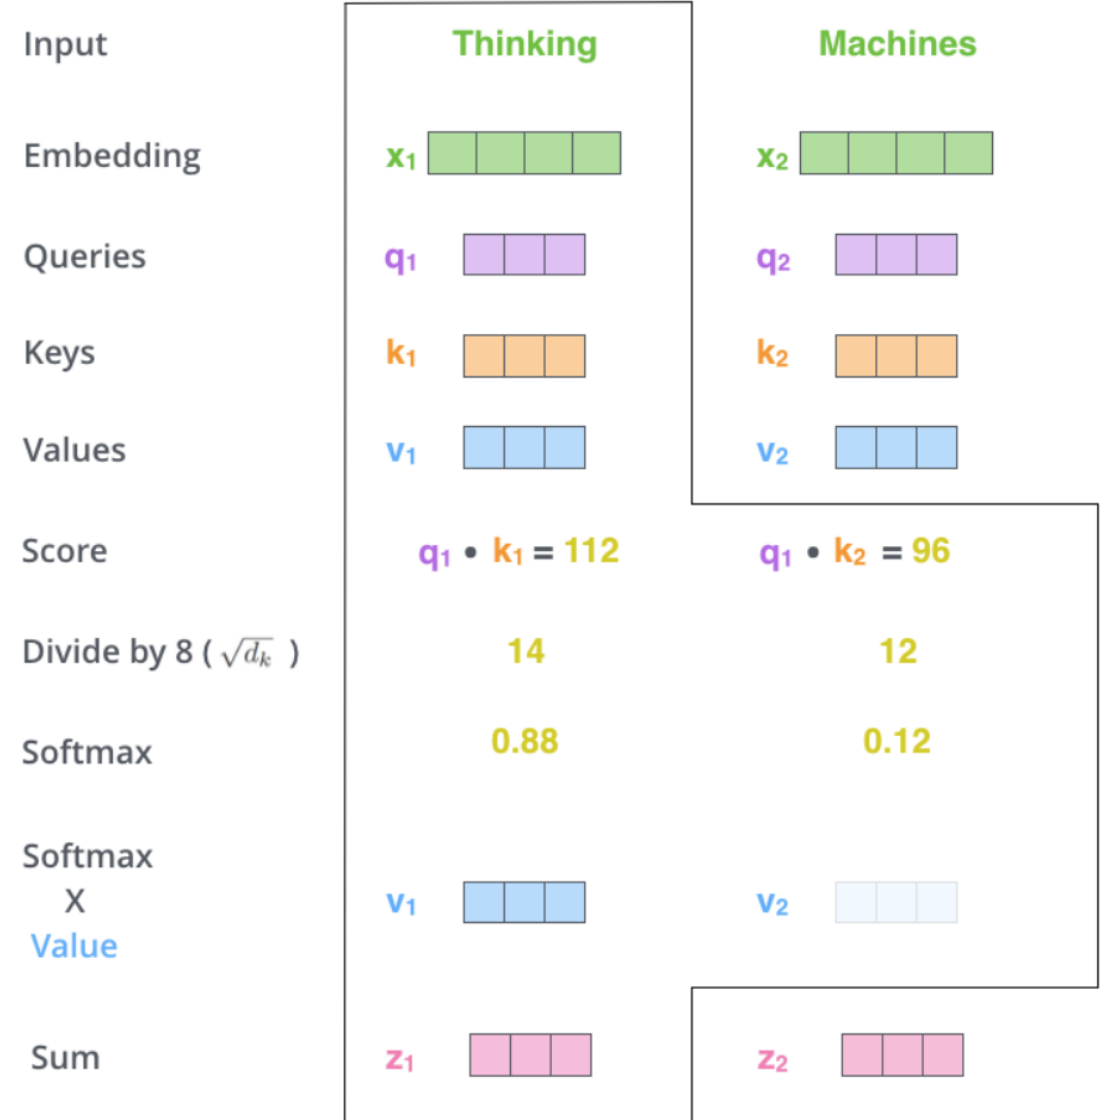 Input Thinking Machines
Embedding x₁ x₂
Queries q₁ q₂
Keys k₁ k₂
Values v₁ v₂
Score q₁ • k₁ = 112 q₁ • k₂ = 96
Divide by 8 ( √dₖ ) 14 12
Softmax 0.88 0.12
Softmax
X v₁ v₂
Value
Sum z₁ z₂